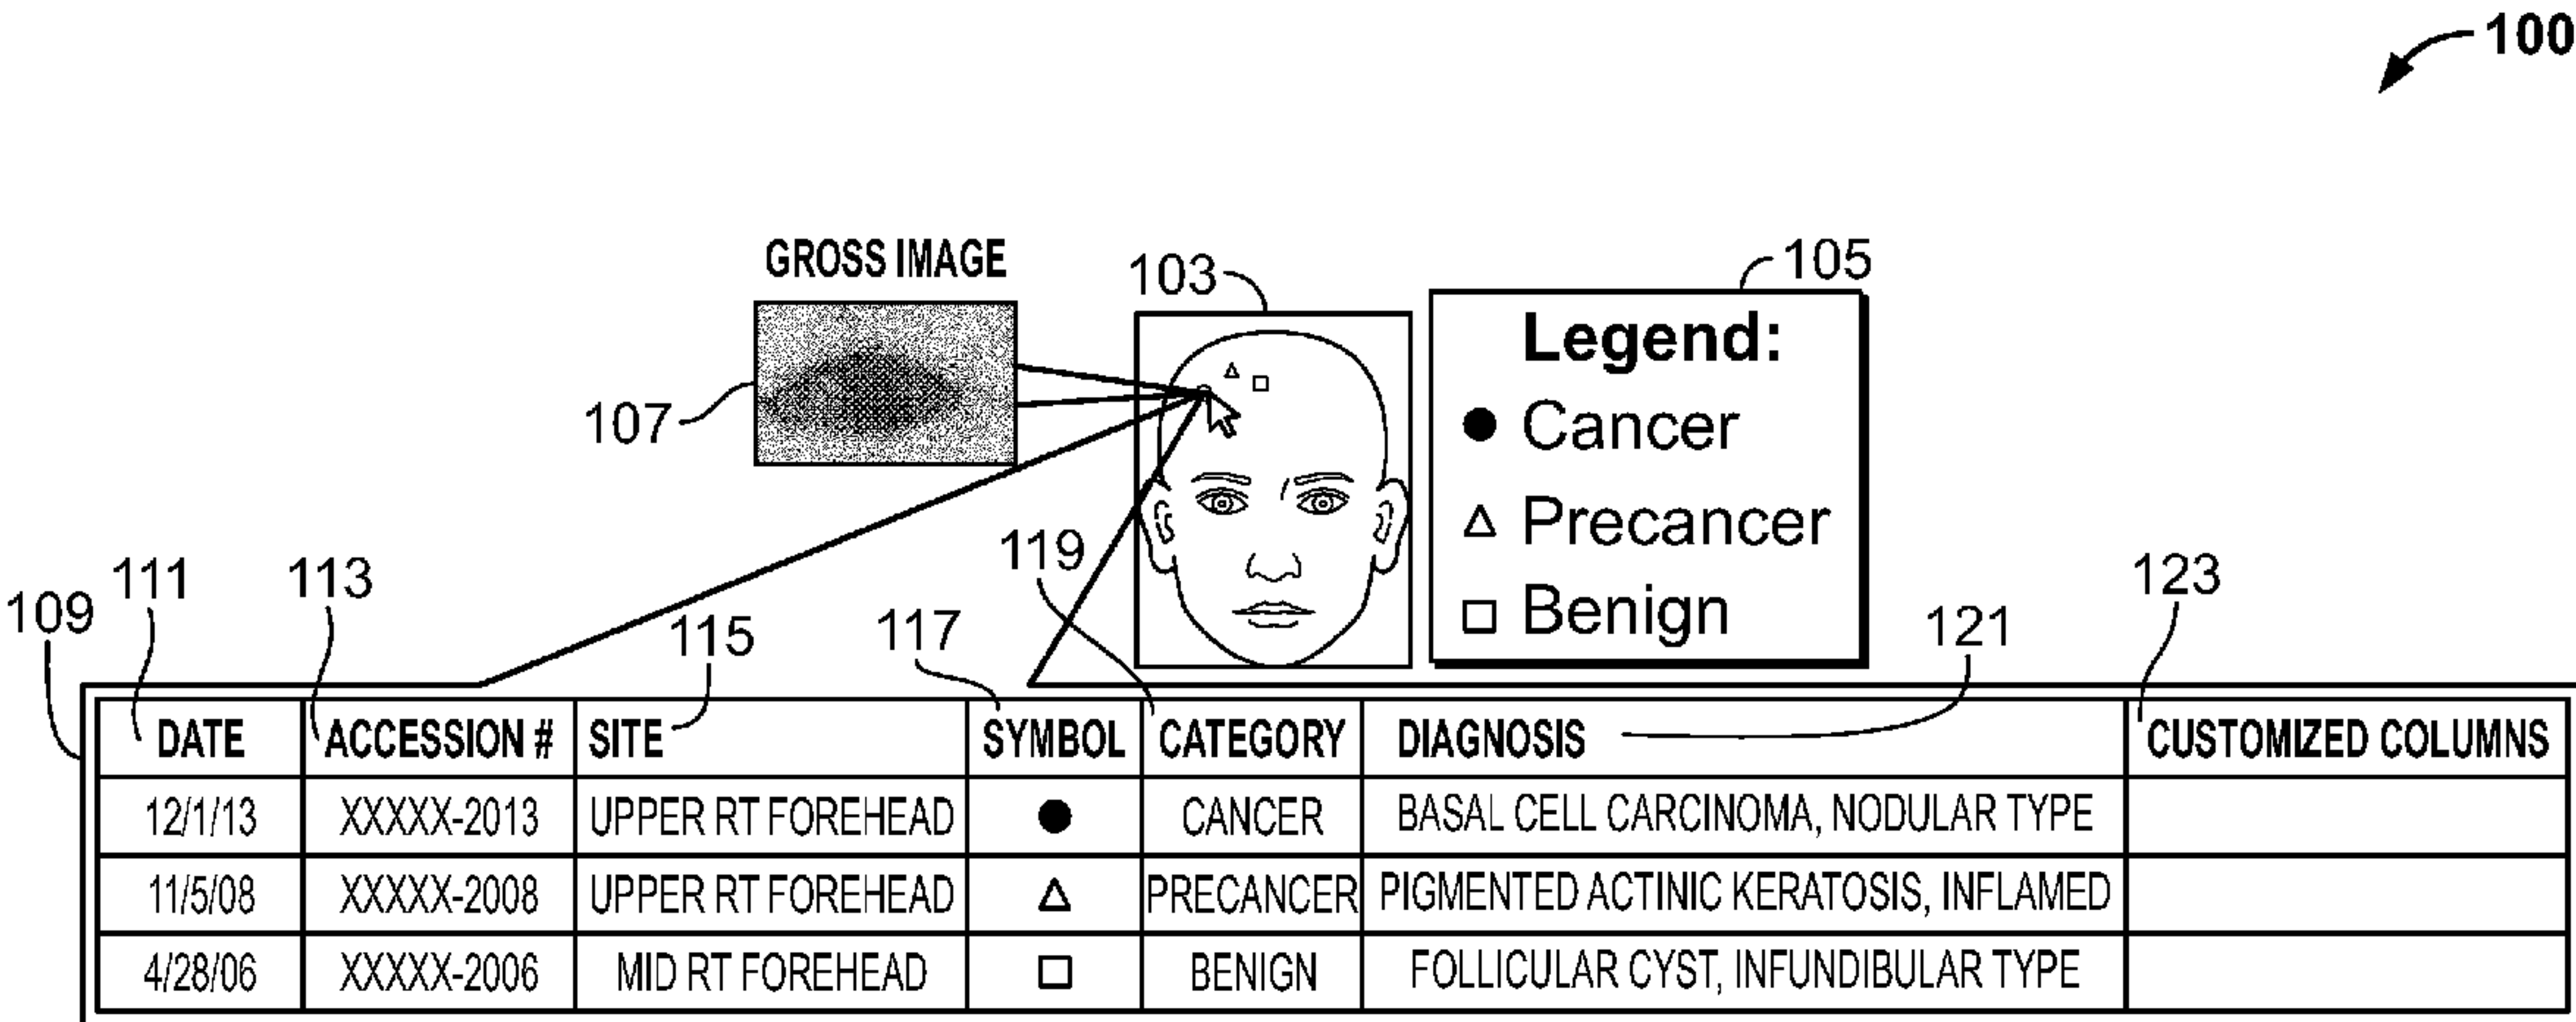 100
GROSS IMAGE
103
105
107
Legend:
Cancer
Precancer
Benign
109
111
113
115
117
119
121
123
DATE ACCESSION # SITE SYMBOL CATEGORY DIAGNOSIS CUSTOMIZED COLUMNS
12/1/13 XXXXX-2013 UPPER RT FOREHEAD CANCER BASAL CELL CARCINOMA, NODULAR TYPE
11/5/08 XXXXX-2008 UPPER RT FOREHEAD PRECANCER PIGMENTED ACTINIC KERATOSIS, INFLAMED
4/28/06 XXXXX-2006 MID RT FOREHEAD BENIGN FOLLICULAR CYST, INFUNDIBULAR TYPE